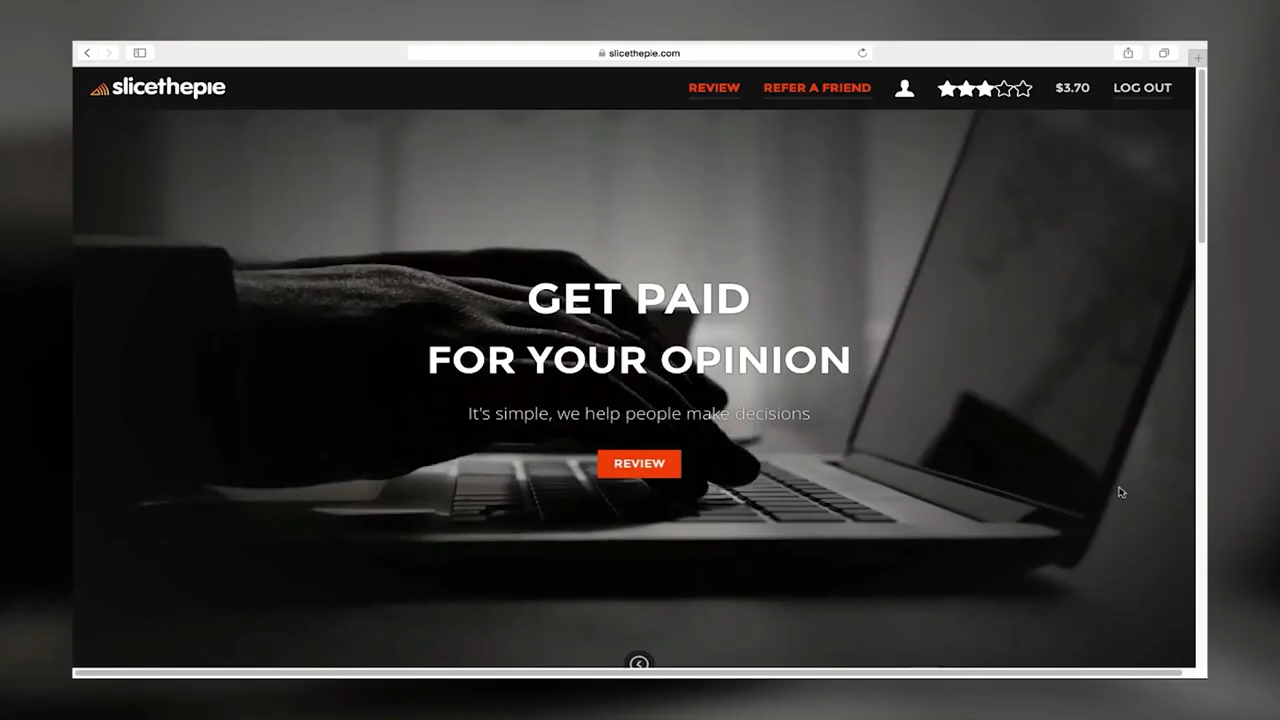 slicethepie.com
slicethepie
REVIEW
REFER A FRIEND
$3.70
LOG OUT
GET PAID
FOR YOUR OPINION
It's simple, we help people make decisions
REVIEW